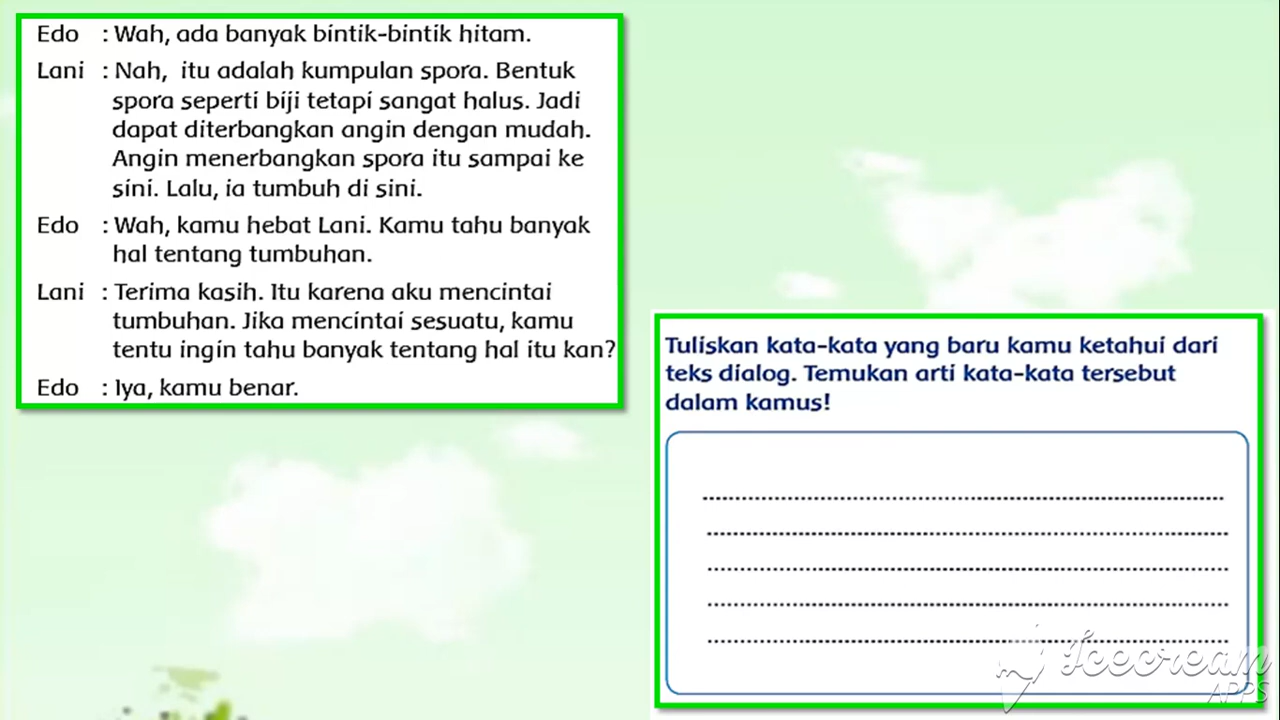 Edo : Wah, ada banyak bintik-bintik hitam.
Lani : Nah, itu adalah kumpulan spora. Bentuk
spora seperti biji tetapi sangat halus. Jadi
dapat diterbangkan angin dengan mudah.
Angin menerbangkan spora itu sampai ke
sini. Lalu, ia tumbuh di sini.
Edo : Wah, kamu hebat Lani. Kamu tahu banyak
hal tentang tumbuhan.
Lani : Terima kasih. Itu karena aku mencintai
tumbuhan. Jika mencintai sesuatu, kamu
tentu ingin tahu banyak tentang hal itu kan?
Edo : Iya, kamu benar.
Tuliskan kata-kata yang baru kamu ketahui dari
teks dialog. Temukan arti kata-kata tersebut
dalam kamus!
Icecream
APPS